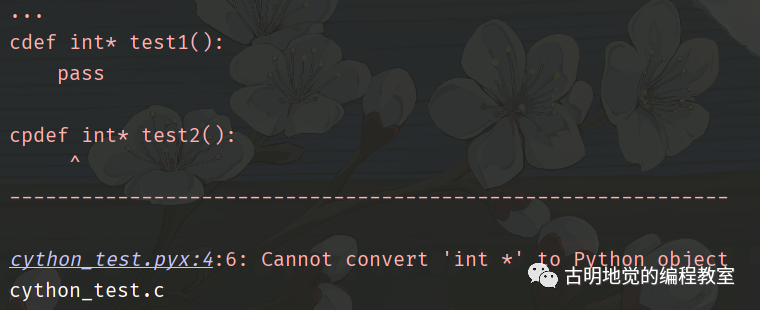 ...
cdef int* test1():
    pass
cpdef int* test2():
     ^
------------------------------------------------------------
cython_test.pyx:4:6: Cannot convert 'int *' to Python object
古明地觉的编程教室
cython_test.c